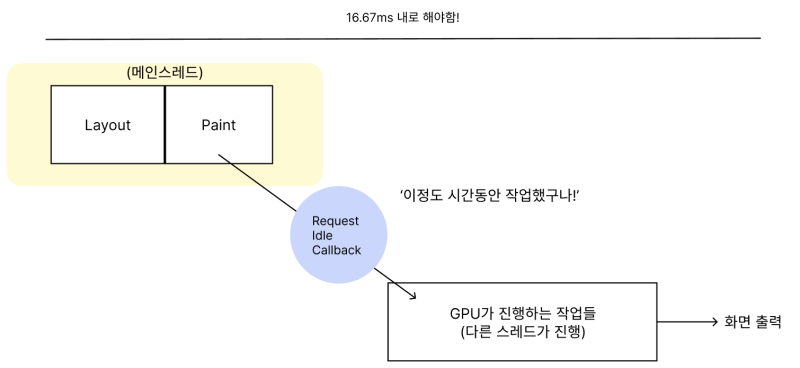 16.67ms 내로 해야함!
(메인스레드)
Layout
Paint
‘이정도 시간동안 작업했구나!’
Request
Idle
Callback
GPU가 진행하는 작업들
(다른 스레드가 진행)
화면 출력